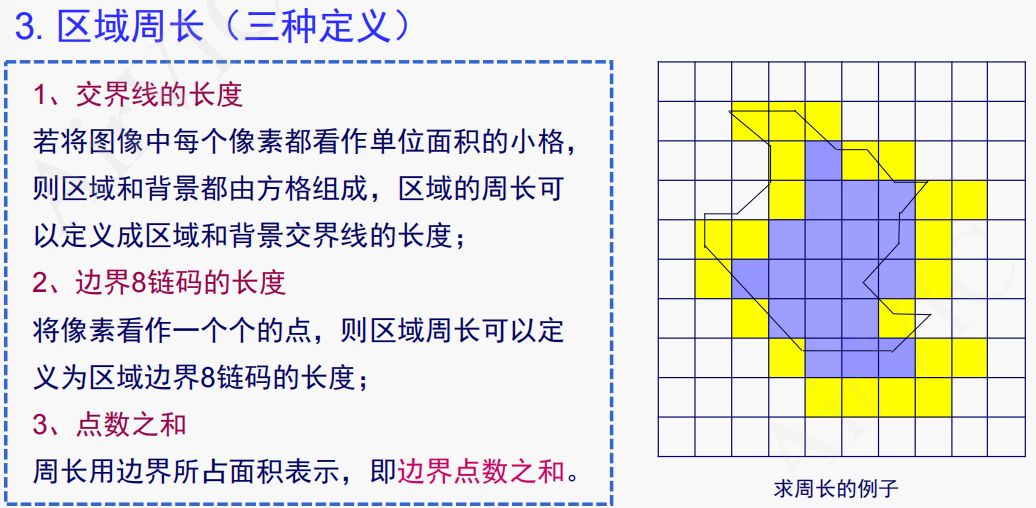 3. 区域周长（三种定义）
1、交界线的长度
若将图像中每个像素都看作单位面积的小格，
则区域和背景都由方格组成，区域的周长可
以定义成区域和背景交界线的长度；
2、边界8链码的长度
将像素看作一个个的点，则区域周长可以定
义为区域边界8链码的长度；
3、点数之和
周长用边界所占面积表示，即边界点数之和。
求周长的例子